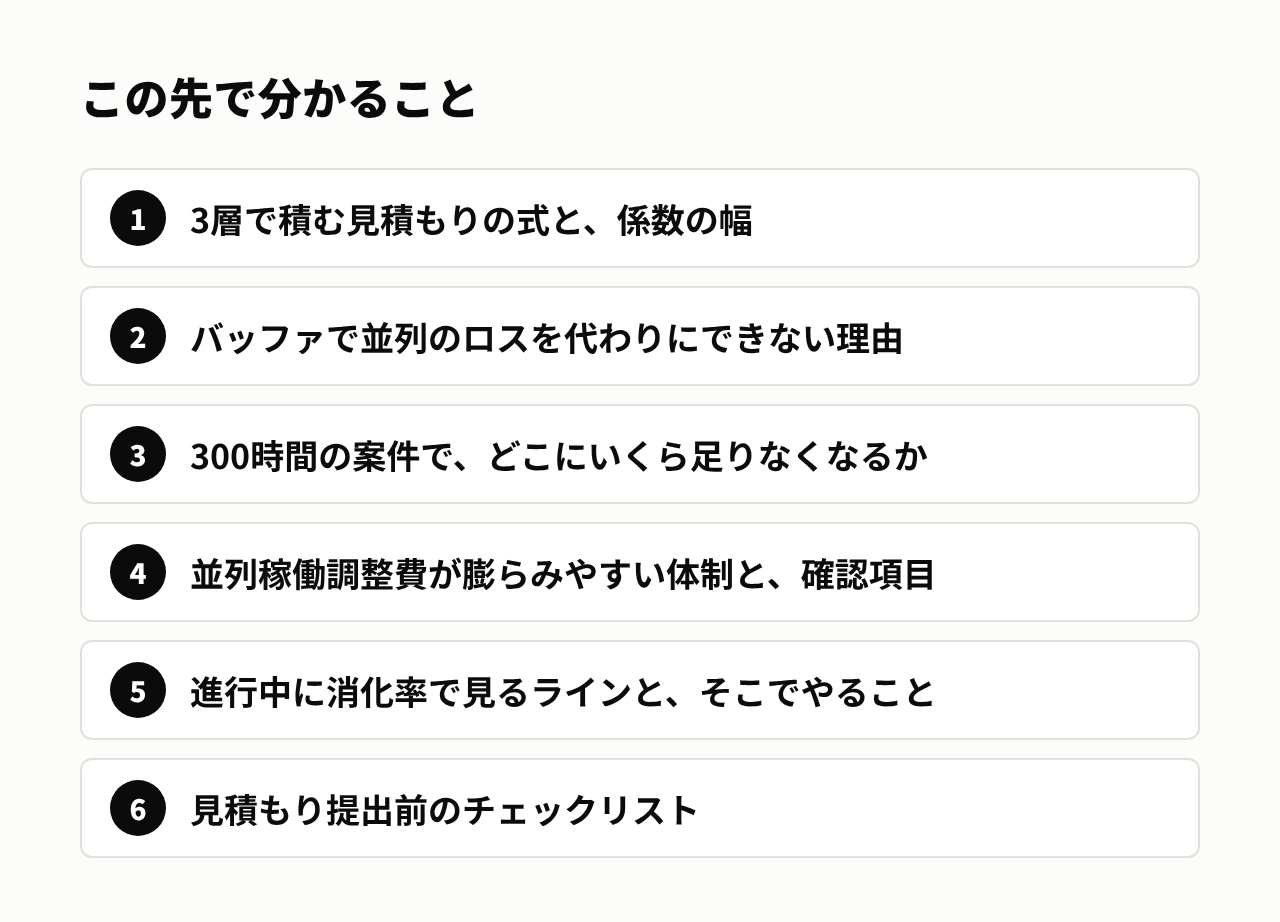 この先で分かること
1 3層で積む見積もりの式と、係数の幅
2 バッファで並列のロスを代わりにできない理由
3 300時間の案件で、どこにいくら足りなくなるか
4 並列稼働調整費が膨らみやすい体制と、確認項目
5 進行中に消化率で見るラインと、そこでやること
6 見積もり提出前のチェックリスト